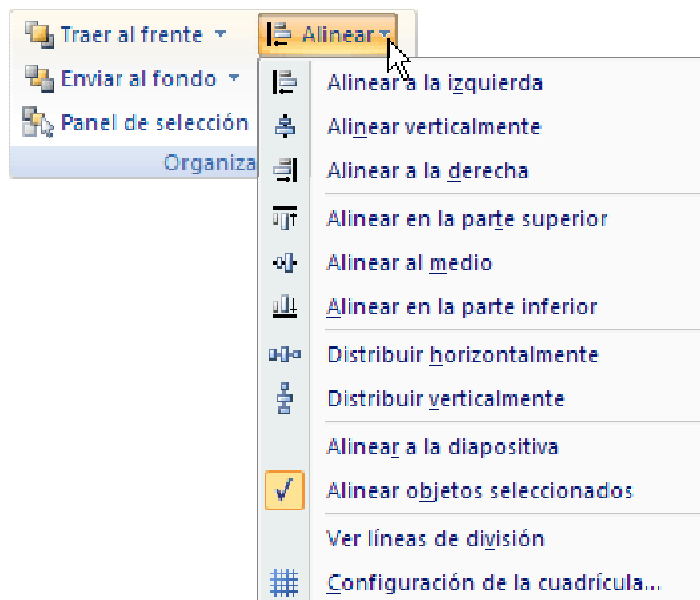 Traer al frente
Alinear
Enviar al fondo
Panel de selección
Organiza
Alinear a la izquierda
Alinear verticalmente
Alinear a la derecha
Alinear en la parte superior
Alinear al medio
Alinear en la parte inferior
Distribuir horizontalmente
Distribuir verticalmente
Alinear a la diapositiva
Alinear objetos seleccionados
Ver líneas de división
Configuración de la cuadrícula...